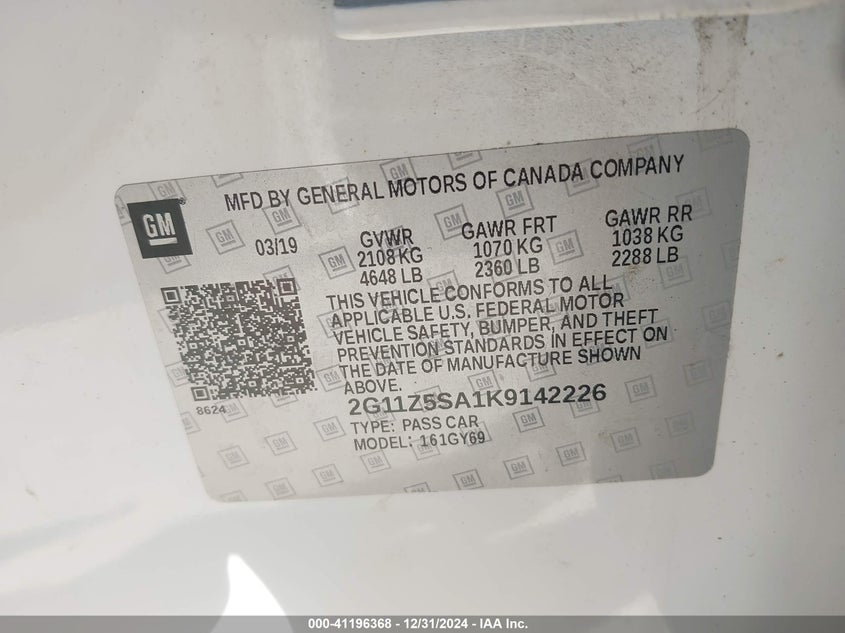 MFD BY GENERAL MOTORS OF CANADA COMPANY
GM
03/19
GVWR
2108 KG
4648 LB
GAWR FRT
1070 KG
2360 LB
GAWR RR
1038 KG
2288 LB
THIS VEHICLE CONFORMS TO ALL
APPLICABLE U.S. FEDERAL MOTOR
VEHICLE SAFETY, BUMPER, AND THEFT
PREVENTION STANDARDS IN EFFECT ON
THE DATE OF MANUFACTURE SHOWN
ABOVE.
8624
2G11Z5SA1K9142226
TYPE: PASS CAR
MODEL: 161GY69
000-41196368 - 12/31/2024 - IAA Inc.